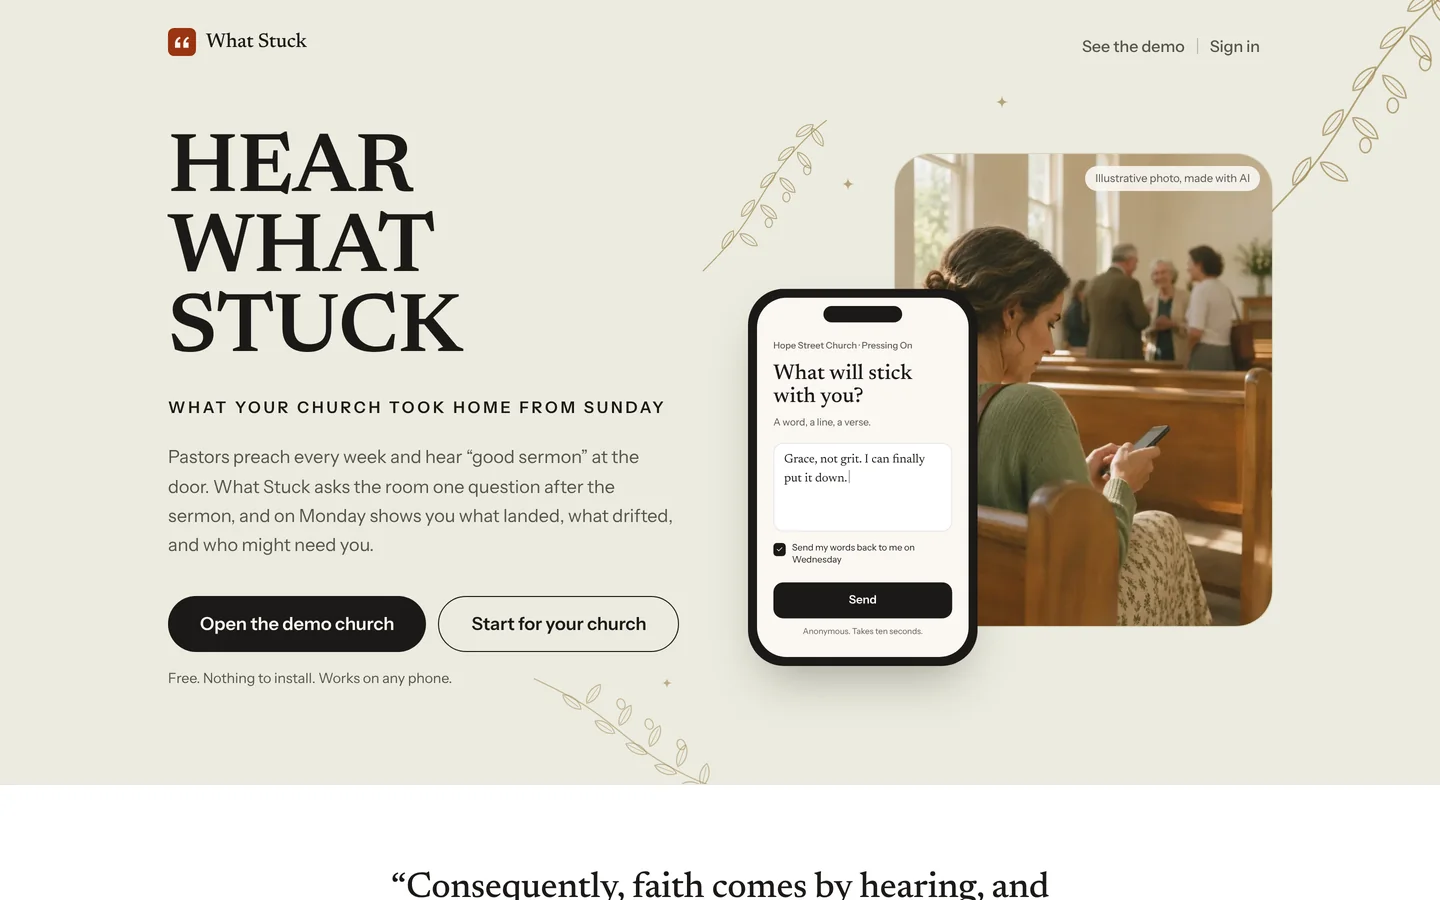 What Stuck
See the demo
Sign in
HEAR
WHAT
STUCK
WHAT YOUR CHURCH TOOK HOME FROM SUNDAY
Pastors preach every week and hear “good sermon” at the
door. What Stuck asks the room one question after the
sermon, and on Monday shows you what landed, what drifted,
and who might need you.
Open the demo church
Start for your church
Free. Nothing to install. Works on any phone.
Illustrative photo, made with AI
Hope Street Church · Pressing On
What will stick
with you?
A word, a line, a verse.
Grace, not grit. I can finally
put it down.
Send my words back to me on
Wednesday
Send
Anonymous. Takes ten seconds.
“Consequently, faith comes by hearing, and